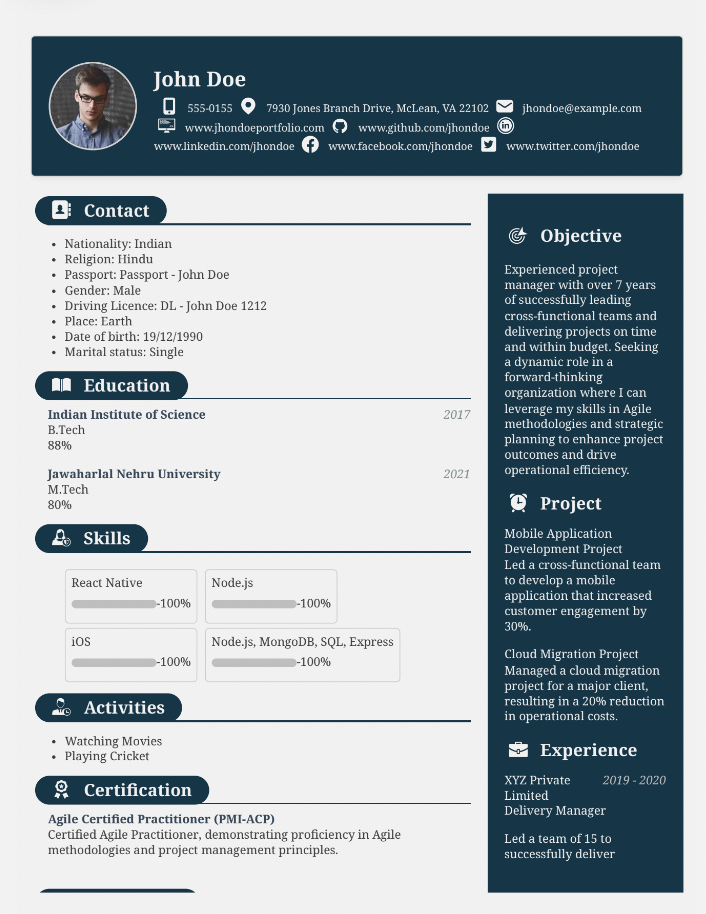 John Doe
555-0155 7930 Jones Branch Drive, McLean, VA 22102 jhondoe@example.com
www.jhondoeportfolio.com www.github.com/jhondoe
www.linkedin.com/jhondoe www.facebook.com/jhondoe www.twitter.com/jhondoe
Contact
• Nationality: Indian
• Religion: Hindu
• Passport: Passport - John Doe
• Gender: Male
• Driving Licence: DL - John Doe 1212
• Place: Earth
• Date of birth: 19/12/1990
• Marital status: Single
Education
Indian Institute of Science 2017
B.Tech
88%
Jawaharlal Nehru University 2021
M.Tech
80%
Skills
React Native
-100%
Node.js
-100%
iOS
-100%
Node.js, MongoDB, SQL, Express
-100%
Activities
• Watching Movies
• Playing Cricket
Certification
Agile Certified Practitioner (PMI-ACP)
Certified Agile Practitioner, demonstrating proficiency in Agile
methodologies and project management principles.
Objective
Experienced project
manager with over 7 years
of successfully leading
cross-functional teams and
delivering projects on time
and within budget. Seeking
a dynamic role in a
forward-thinking
organization where I can
leverage my skills in Agile
methodologies and strategic
planning to enhance project
outcomes and drive
operational efficiency.
Project
Mobile Application
Development Project
Led a cross-functional team
to develop a mobile
application that increased
customer engagement by
30%.
Cloud Migration Project
Managed a cloud migration
project for a major client,
resulting in a 20% reduction
in operational costs.
Experience
XYZ Private 2019 - 2020
Limited
Delivery Manager
Led a team of 15 to
successfully deliver